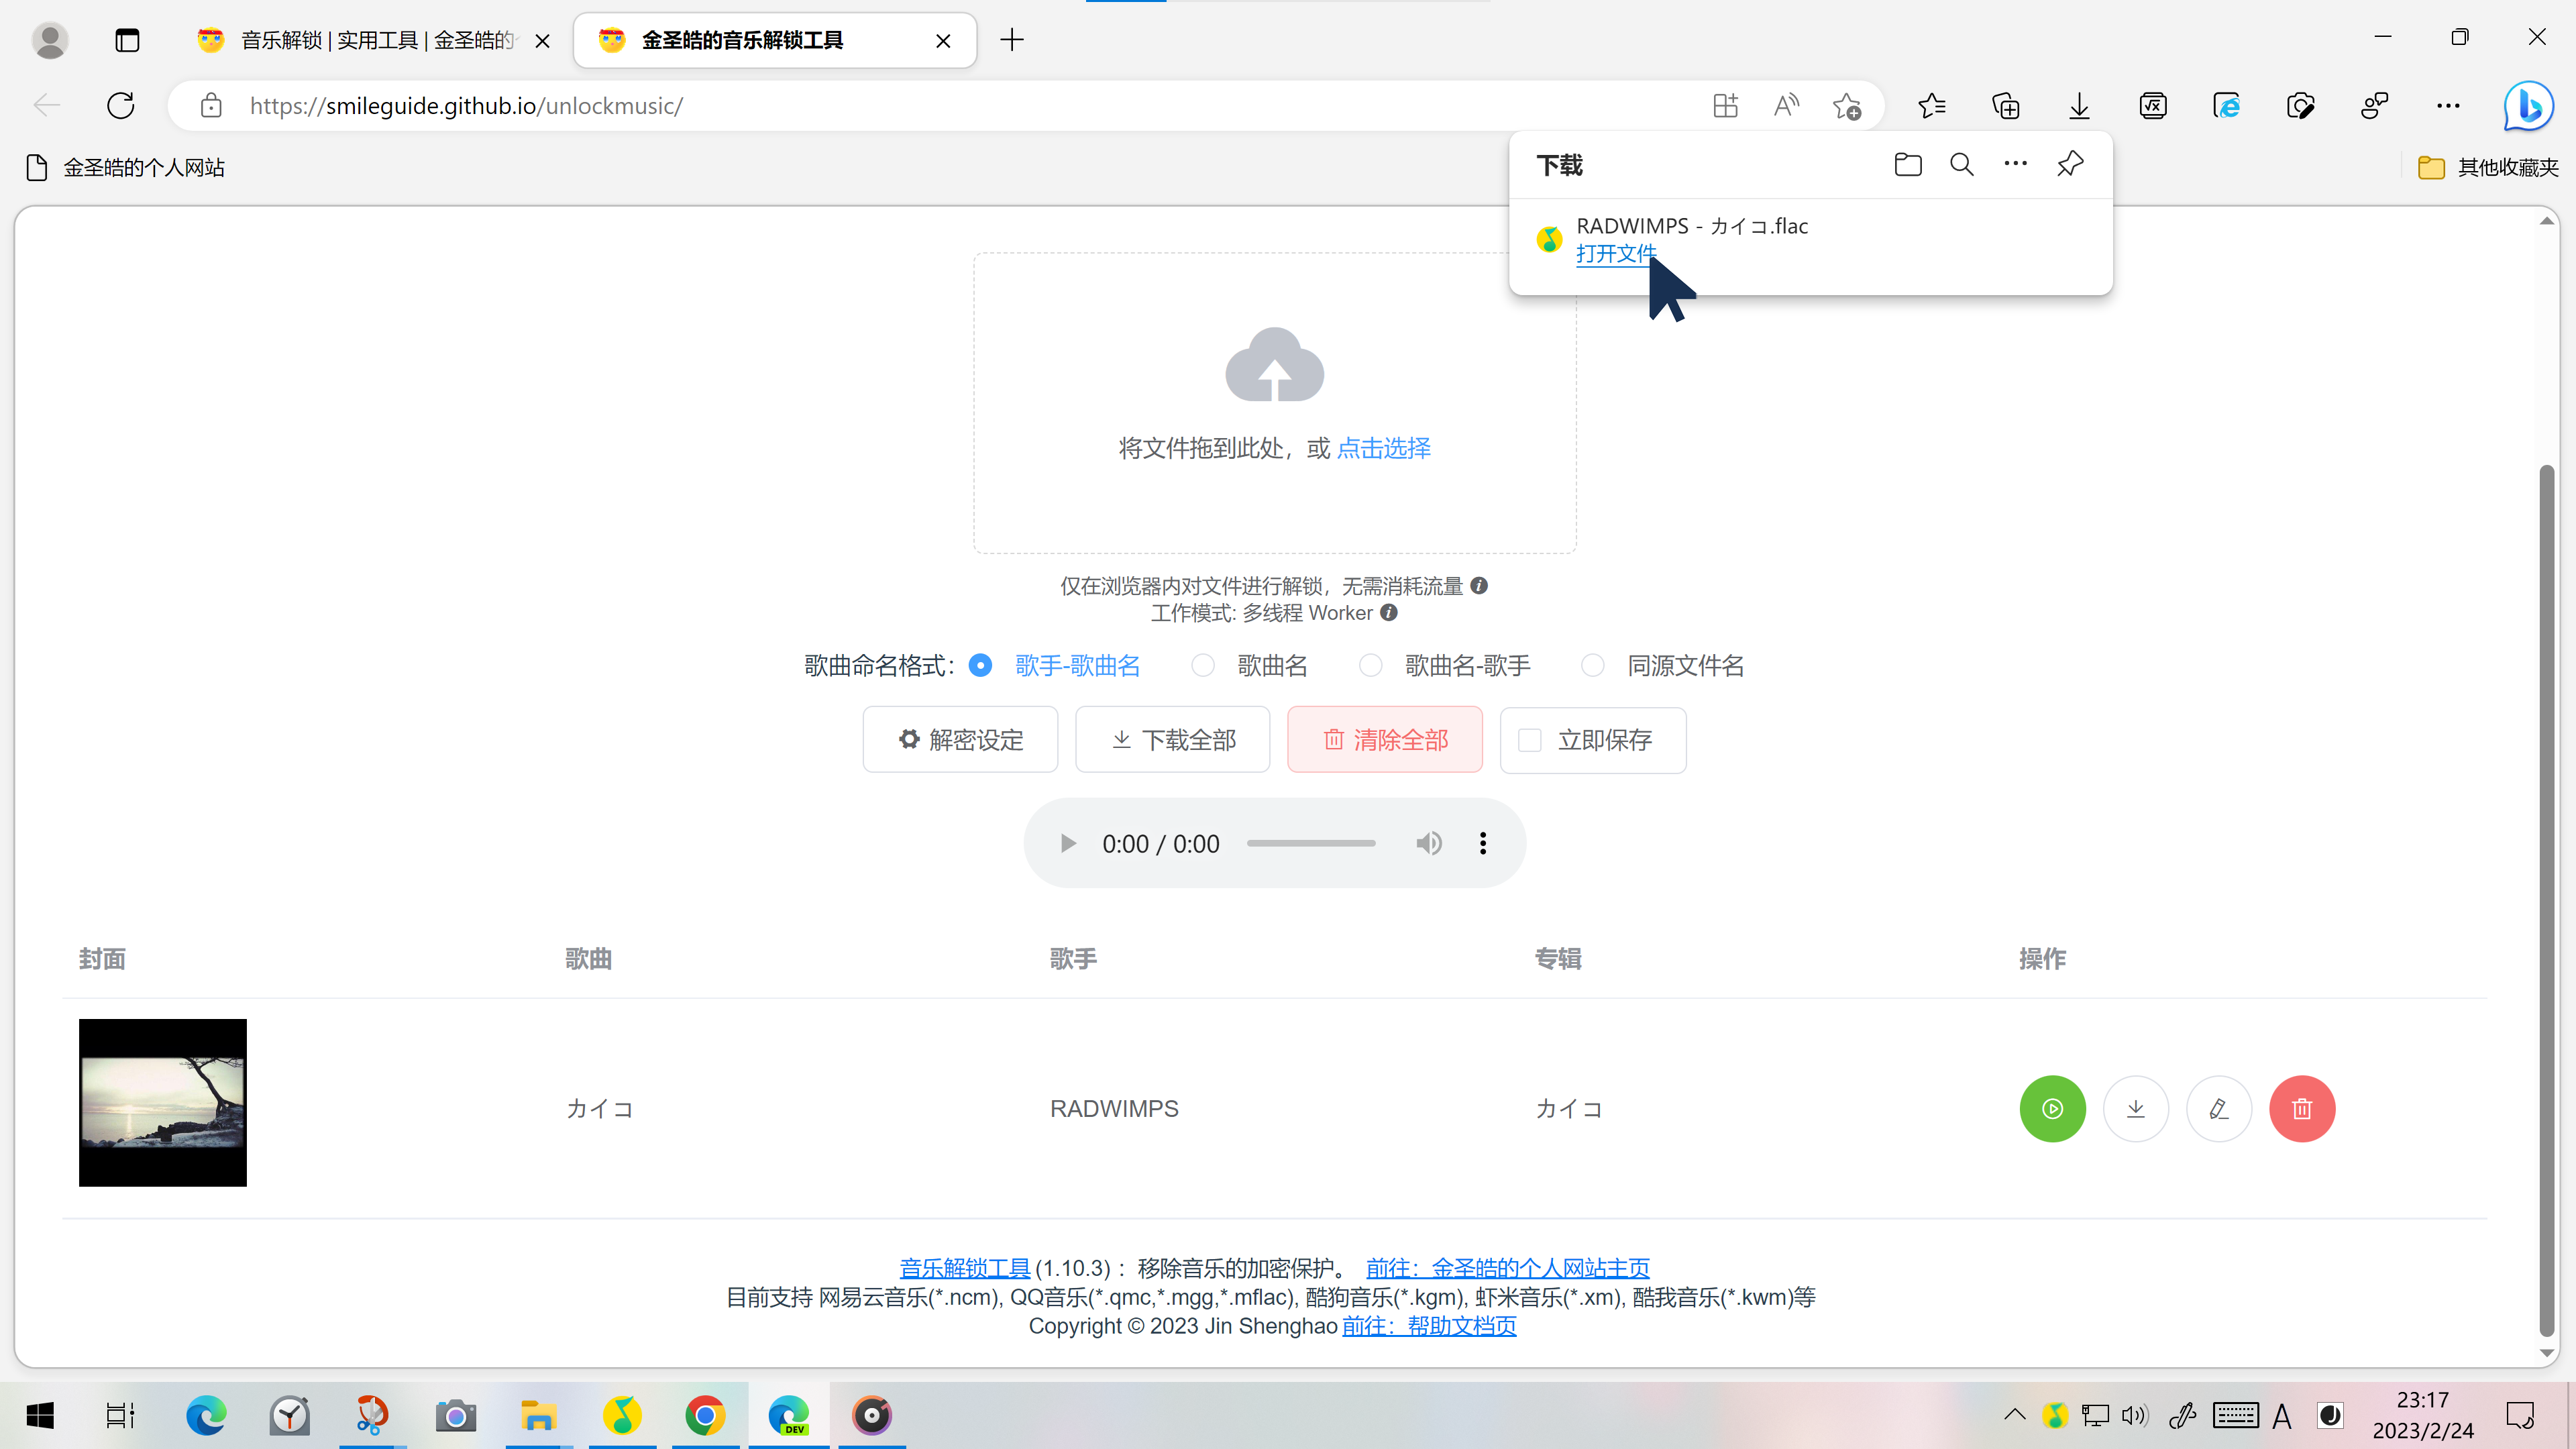 音乐解锁 | 实用工具 | 金圣皓的
金圣皓的音乐解锁工具
https://smileguide.github.io/unlockmusic/
金圣皓的个人网站
其他收藏夹
下载
RADWIMPS - カイコ.flac
打开文件
将文件拖到此处，或 点击选择
仅在浏览器内对文件进行解锁，无需消耗流量
工作模式: 多线程 Worker
歌曲命名格式： 歌手-歌曲名 歌曲名 歌曲名-歌手 同源文件名
解密设定 下载全部 清除全部 立即保存
0:00 / 0:00
封面 歌曲 歌手 专辑 操作
カイコ RADWIMPS カイコ
音乐解锁工具 (1.10.3) ：移除音乐的加密保护。 前往：金圣皓的个人网站主页
目前支持 网易云音乐(*.ncm), QQ音乐(*.qmc,*.mgg,*.mflac), 酷狗音乐(*.kgm), 虾米音乐(*.xm), 酷我音乐(*.kwm)等
Copyright © 2023 Jin Shenghao 前往：帮助文档页
DEV
A
23:17
2023/2/24